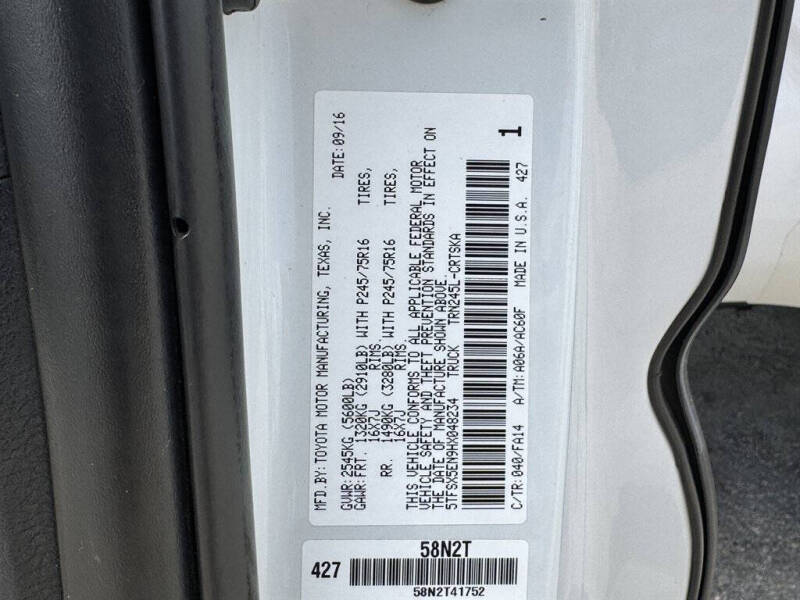 MFD.BY: TOYOTA MOTOR MANUFACTURING, TEXAS, INC. DATE: 09/16
GVWR: 2545KG (5600LB)
GAWR: FRT. 1320KG (2910LB) WITH P245/75R16 TIRES,
16X7J RIMS.
RR. 1490KG (3280LB) WITH P245/75R16 TIRES,
16X7J RIMS.
THIS VEHICLE CONFORMS TO ALL APPLICABLE FEDERAL MOTOR
VEHICLE SAFETY AND THEFT PREVENTION STANDARDS IN EFFECT ON
THE DATE OF MANUFACTURE SHOWN ABOVE.
5TFSX5EN9HX048234 TRUCK TRN245L-CRTSKA
C/TR: 040/FA14 A/TM: A06A/AC60F MADE IN U.S.A. 427
1
58N2T
427
58N2T41752